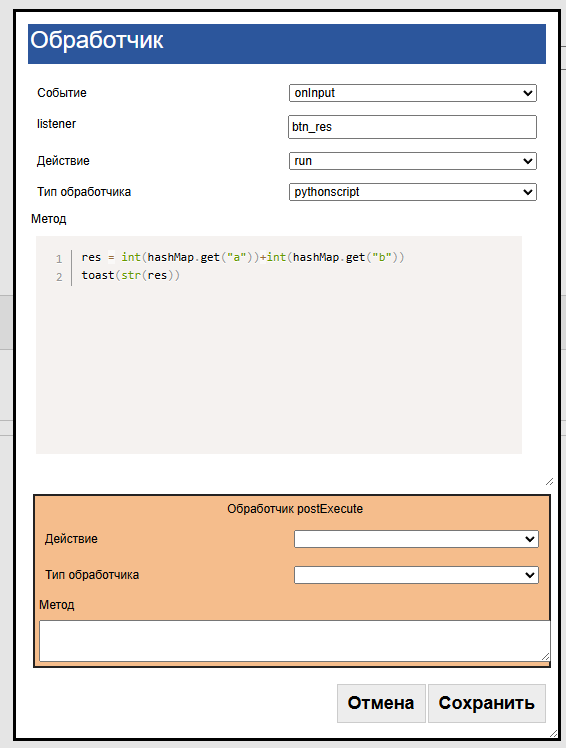 Обработчик
Событие onInput
listener btn_res
Действие run
Тип обработчика pythonscript
Метод
1 res = int(hashMap.get("a"))+int(hashMap.get("b"))
2 toast(str(res))
Обработчик postExecute
Действие
Тип обработчика
Метод
Отмена Сохранить